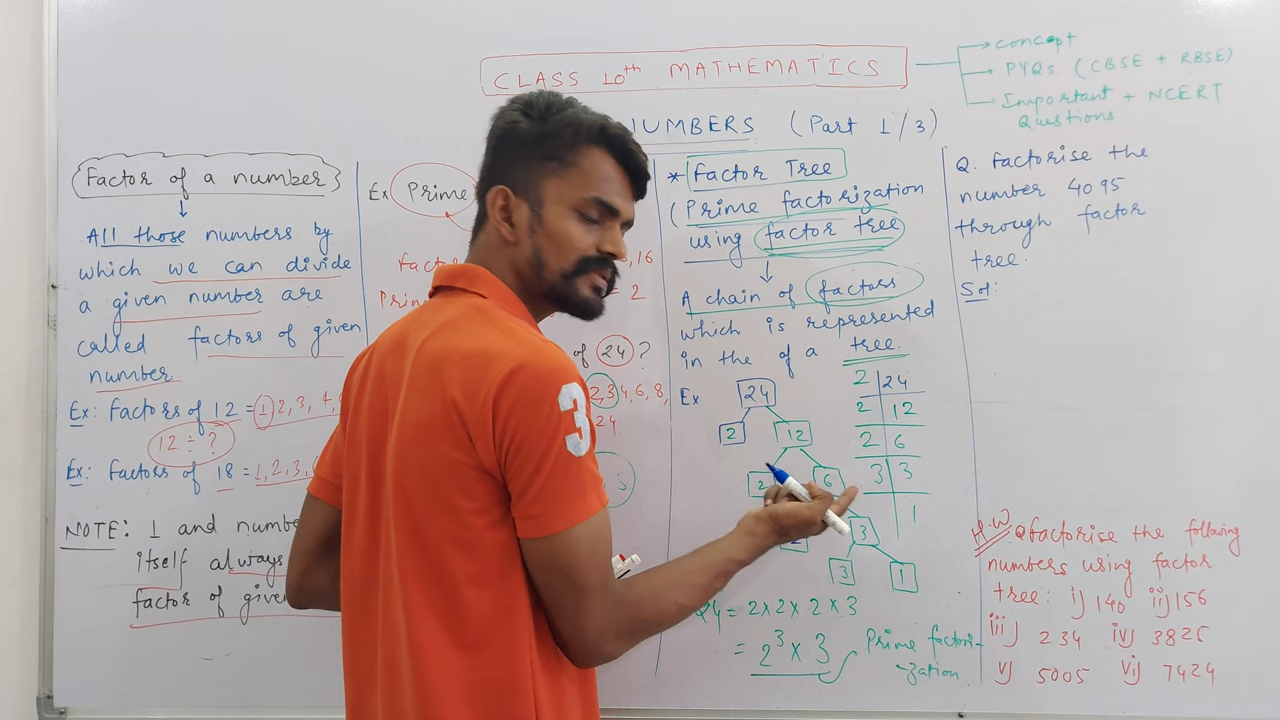 CLASS 10th MATHEMATICS
concept
PYQs (CBSE + RBSE)
Important + NCERT
Questions
NUMBERS (Part 1/3)
Factor of a number
All those numbers by
which we can divide
a given number are
called factors of given
number.
Ex: Factors of 12 = 1, 2, 3, 4,
12 ÷ ?
Ex: Factors of 18 = 1, 2, 3,
NOTE: 1 and
itself always
factor of
Ex Prime
16
= 2
of 24 ?
2, 3 4, 6, 8,
24
* Factor Tree
(Prime factorization
using factor tree
A chain of factors
which is represented
in the of a tree.
Ex 24
2 12
2 6
3
3 1
2 24
2 12
2 6
3 3
1
24 = 2×2×2×3
= 2³ × 3
Prime factori-
-zation
Q. factorise the
number 4095
through factor
tree.
Sol:
H.W Q factorise the following
numbers using factor
tree: i) 140 ii) 156
iii) 234 iv) 3825
v) 5005 vi) 7424
3